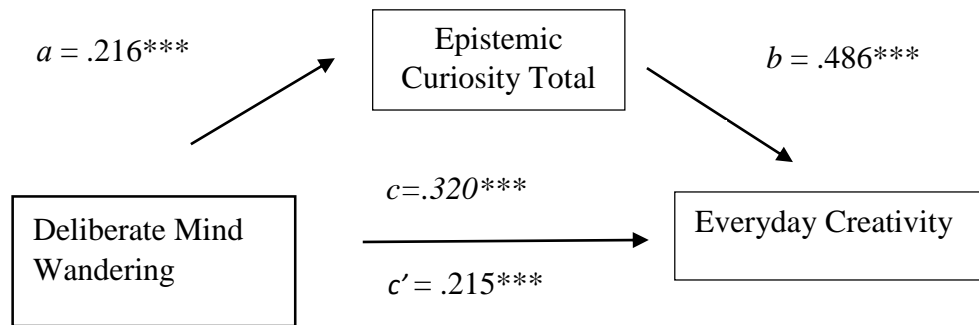 a = .216***
Epistemic
Curiosity Total
b = .486***
c=.320***
Deliberate Mind
Wandering
Everyday Creativity
c’ = .215***